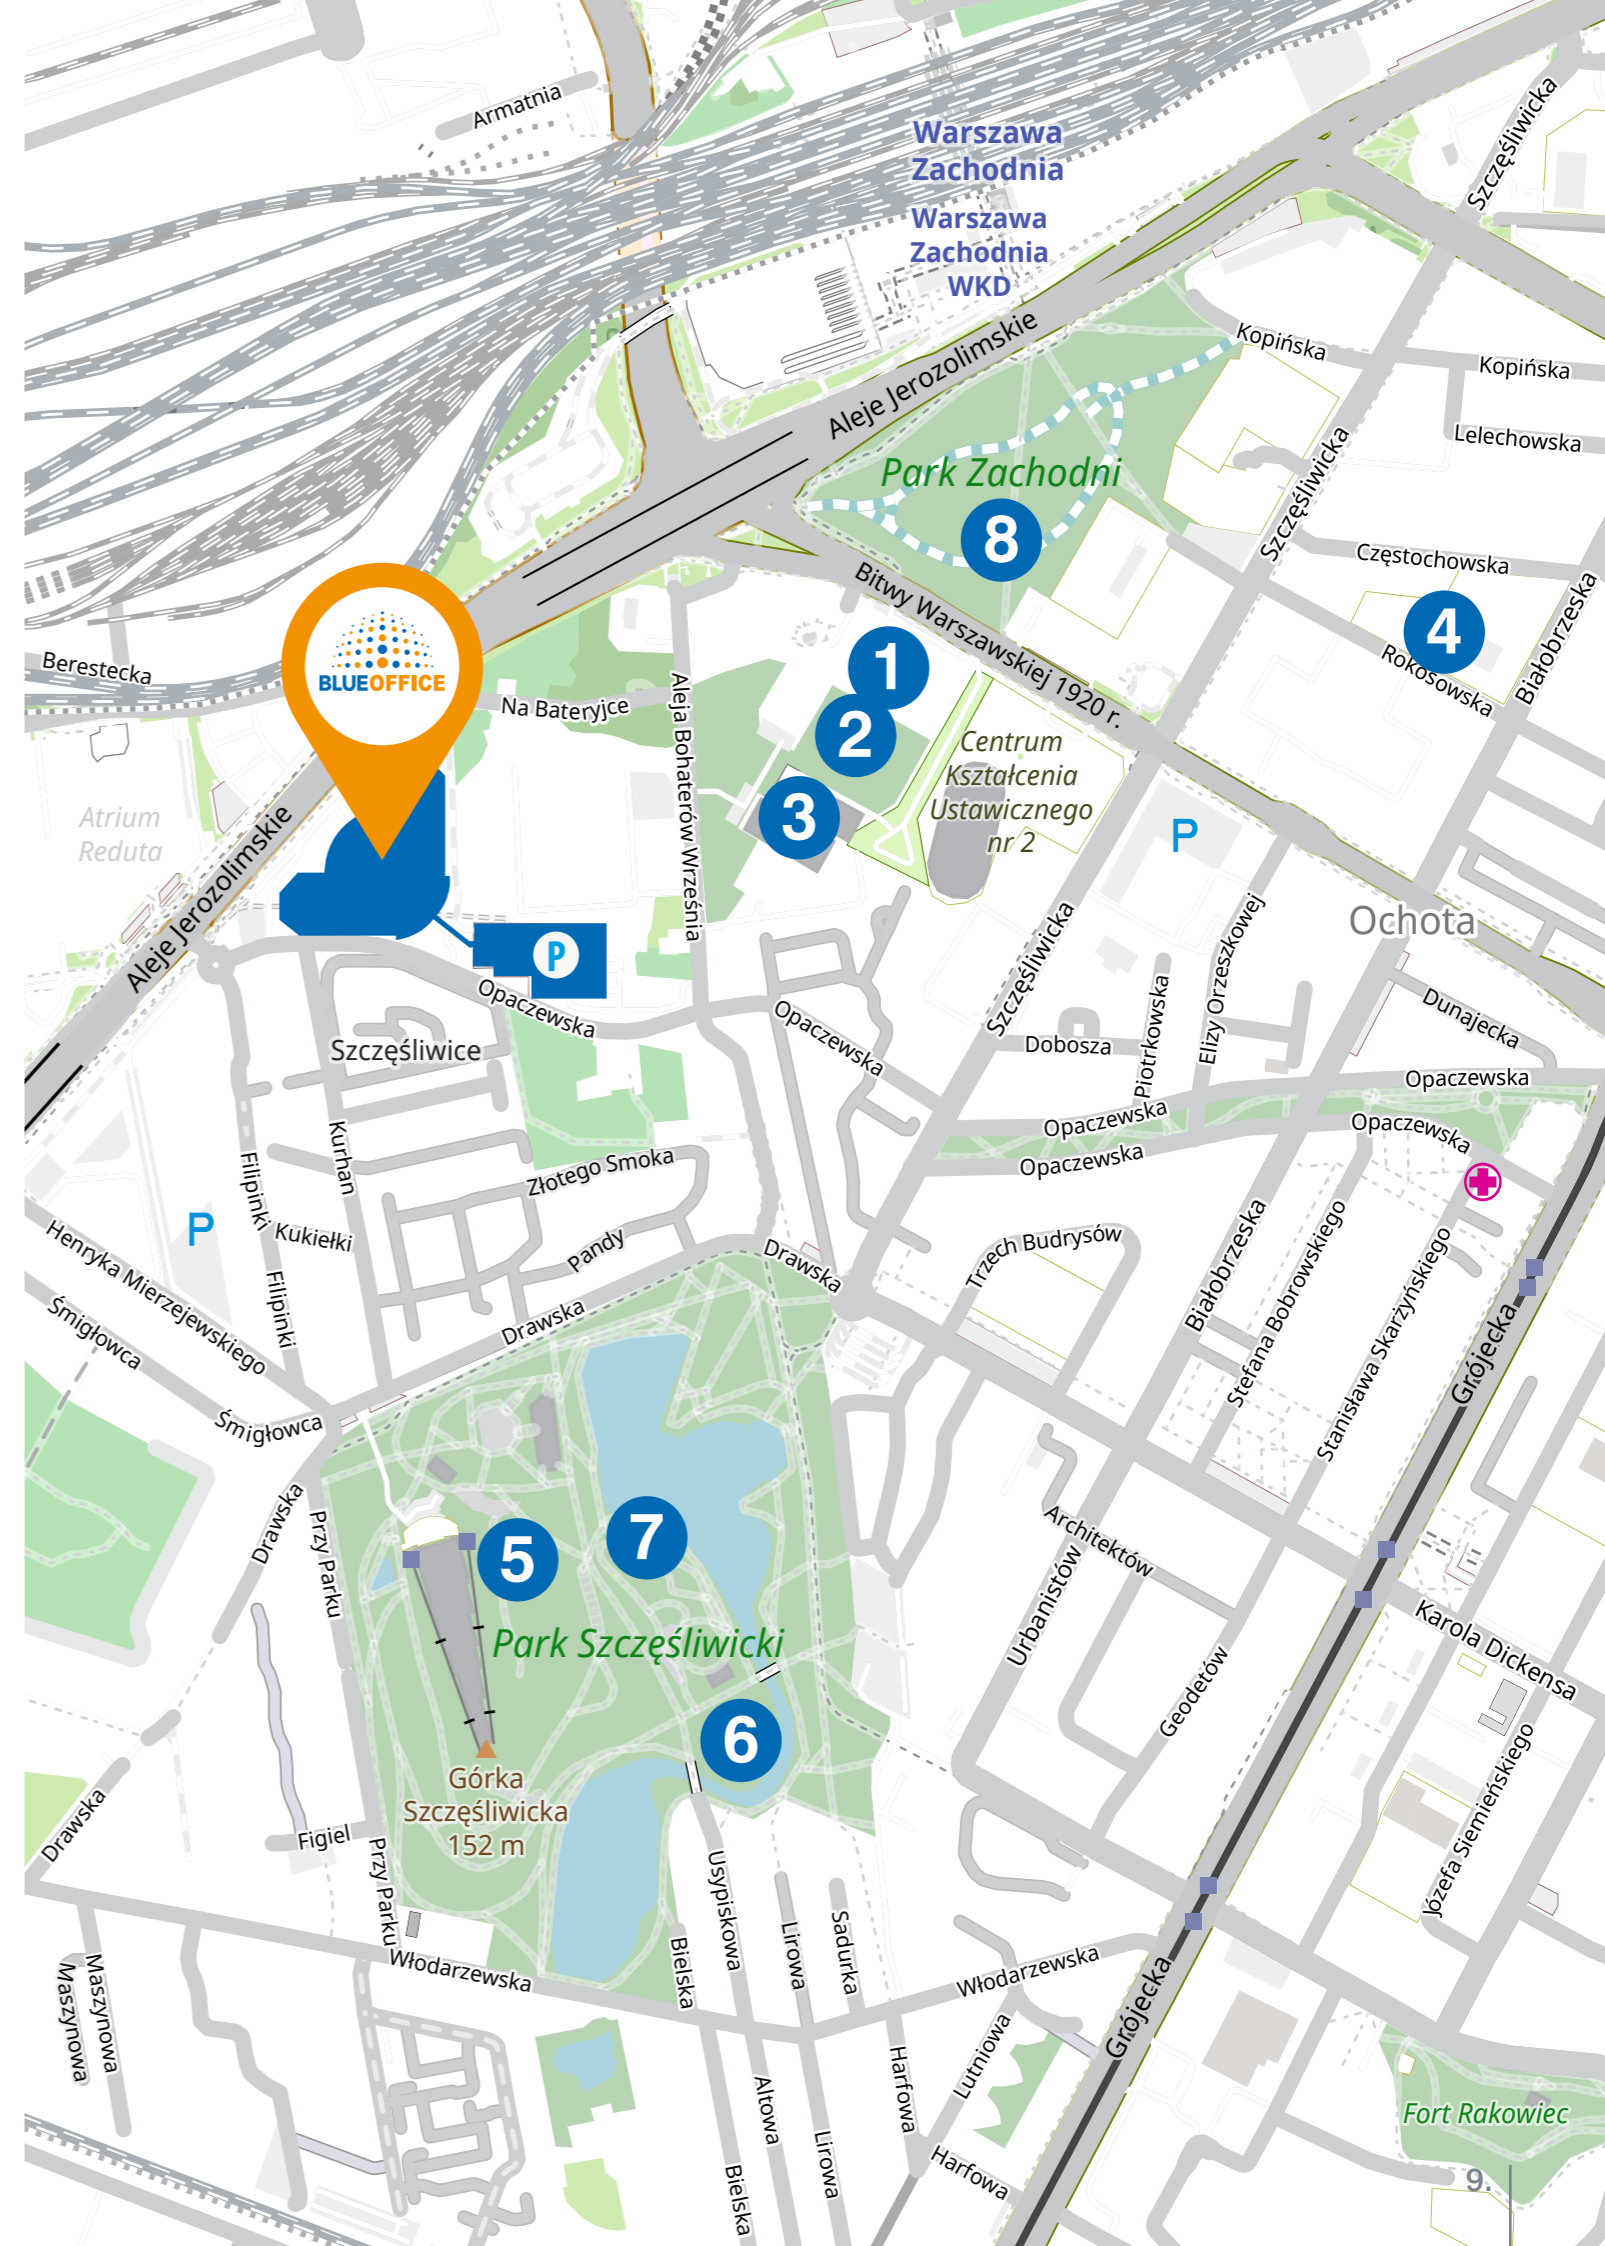 Armatnia
Warszawa
Zachodnia
Warszawa
Zachodnia
WKD
Szczęśliwicka
Aleje Jerozolimskie
Kopińska
Kopińska
Lelechowska
Park Zachodni
8
Szczęśliwicka
Częstochowska
Bitwy Warszawskiej 1920 r.
4
Rokosowska
Białobrzeska
Berestecka
BLUEOFFICE
Na Bateryjce
Aleja Bohaterów Września
1
2
3
Centrum
Kształcenia
Ustawicznego
nr 2
P
Atrium
Reduta
Aleje Jerozolimskie
P
Opaczewska
Szczęśliwice
Opaczewska
Szczęśliwicka
Elizy Orzeszkowej
Piotrkowska
Dobosza
Ochota
Dunajecka
Opaczewska
Opaczewska
Opaczewska
Opaczewska
Kurhan
Filipinki
Złotego Smoka
Kukiełki
P
Pandy
Henryka Mierzejewskiego
Filipinki
Śmigłowca
Śmigłowca
Drawska
Drawska
Trzech Budrysów
Białobrzeska
Stefana Bobrowskiego
Stanisława Skarżyńskiego
Grójecka
Drawska
Przy Parku
5
7
Park Szczęśliwicki
6
Górka
Szczęśliwicka
152 m
Architektów
Urbanistów
Geodetów
Karola Dickensa
Józefa Siemieńskiego
Drawska
Figiel
Przy Parku
Włodarzewska
Usypiskowa
Bielska
Lirowa
Sadurka
Włodarzewska
Grójecka
Maszynowa
Maszynowa
Lutniowa
Harfowa
Altowa
Lirowa
Bielska
Harfowa
Fort Rakowiec
9.